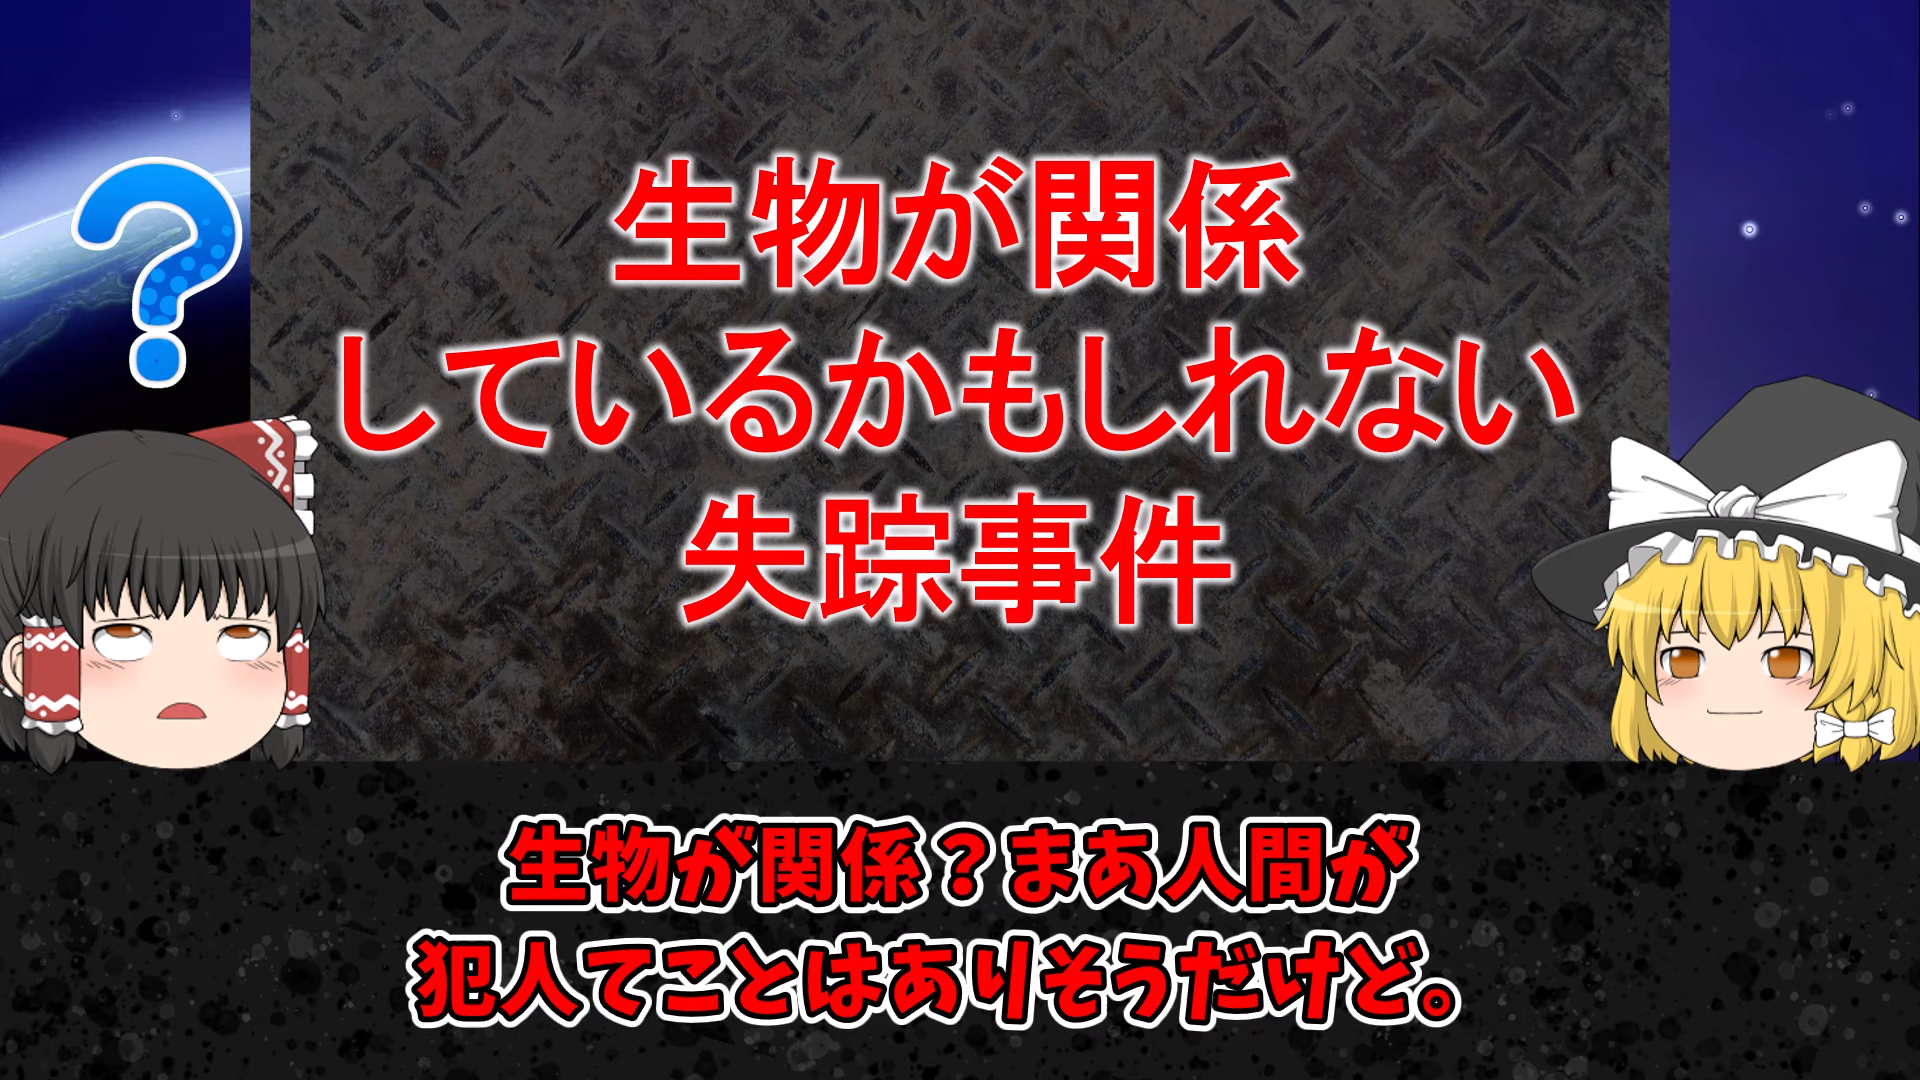 生物が関係
しているかもしれない
失踪事件
生物が関係？まあ人間が
犯人てことはありそうだけど。